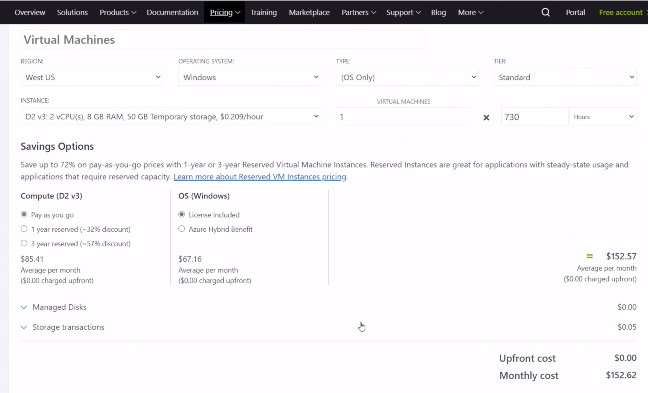 Overview Solutions Products Documentation Pricing Training Marketplace Partners Support Blog More Portal Free account
Virtual Machines
REGION: OPERATING SYSTEM: TYPE: TIER:
West US Windows (OS Only) Standard
INSTANCE: VIRTUAL MACHINES
D2 v3: 2 vCPU(s), 8 GB RAM, 50 GB Temporary storage, $0.209/hour 1 × 730 Hours
Savings Options
Save up to 72% on pay-as-you-go prices with 1-year or 3-year Reserved Virtual Machine Instances. Reserved Instances are great for applications with steady-state usage and
applications that require reserved capacity. Learn more about Reserved VM Instances pricing.
Compute (D2 v3) OS (Windows)
Pay as you go License included
1 year reserved (~32% discount) Azure Hybrid Benefit
3 year reserved (~57% discount)
$85.41 $67.16 = $152.57
Average per month Average per month Average per month
($0.00 charged upfront) ($0.00 charged upfront) ($0.00 charged upfront)
Managed Disks $0.00
Storage transactions $0.05
Upfront cost $0.00
Monthly cost $152.62